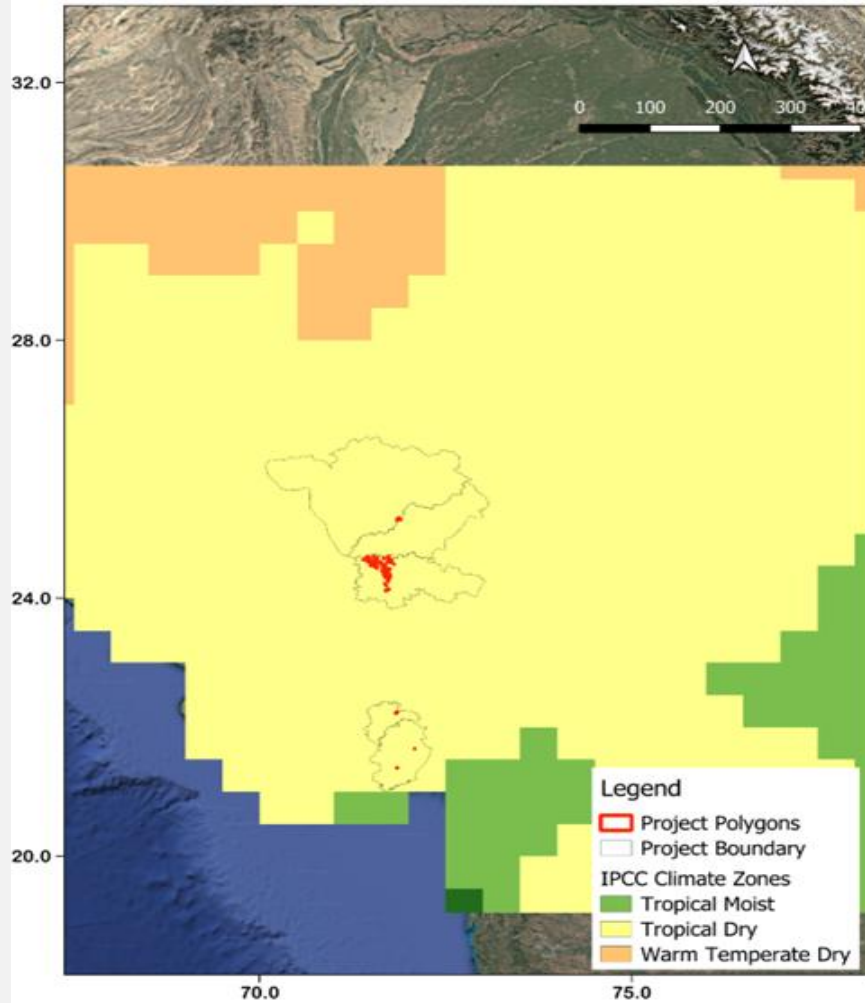 32.0
0 100 200 300 40
28.0
24.0
20.0
Legend
Project Polygons
Project Boundary
IPCC Climate Zones
Tropical Moist
Tropical Dry
Warm Temperate Dry
70.0 75.0